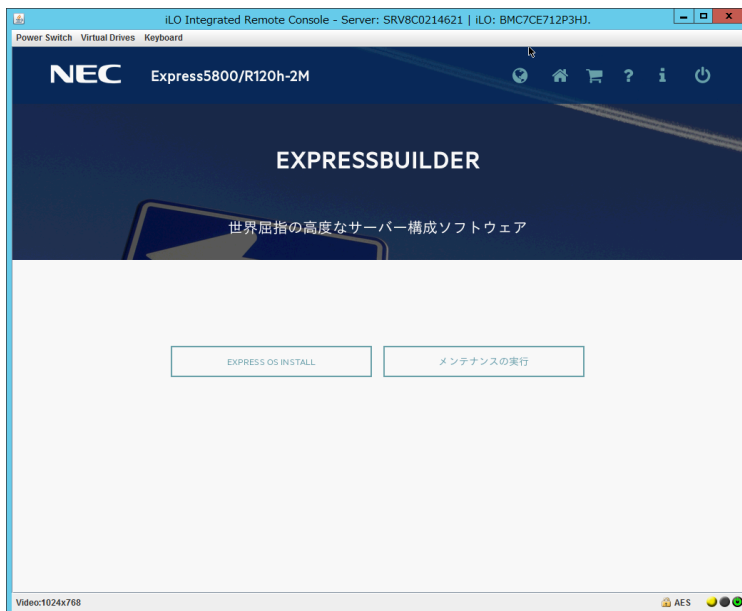 iLO Integrated Remote Console - Server: SRV8C0214621 | iLO: BMC7CE712P3HJ.
Power Switch Virtual Drives Keyboard
NEC Express5800/R120h-2M
EXPRESSBUILDER
世界屈指の高度なサーバー構成ソフトウェア
EXPRESS OS INSTALL メンテナンスの実行
Video:1024x768 AES